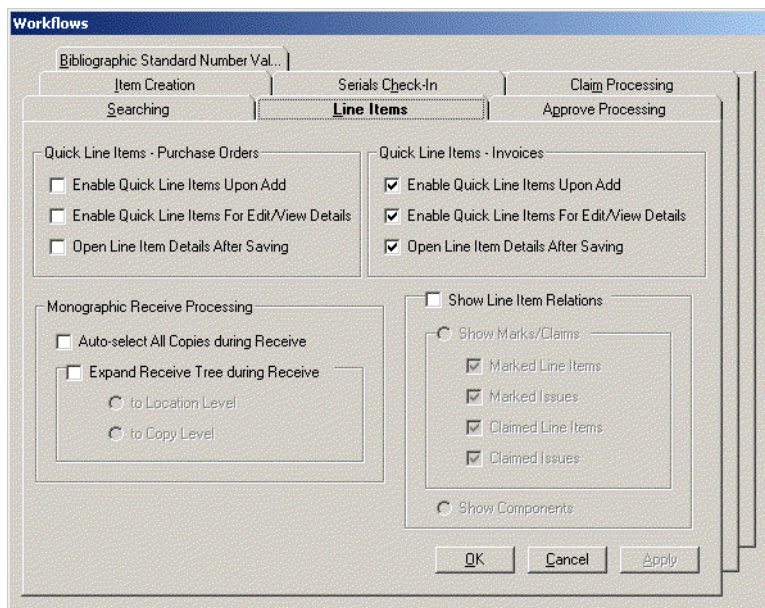 Workflows
Bibliographic Standard Number Val...
Item Creation
Serials Check-In
Claim Processing
Searching
Line Items
Approve Processing
Quick Line Items - Purchase Orders
Enable Quick Line Items Upon Add
Enable Quick Line Items For Edit/View Details
Open Line Item Details After Saving
Quick Line Items - Invoices
Enable Quick Line Items Upon Add
Enable Quick Line Items For Edit/View Details
Open Line Item Details After Saving
Monographic Receive Processing
Auto-select All Copies during Receive
Expand Receive Tree during Receive
to Location Level
to Copy Level
Show Line Item Relations
Show Marks/Claims
Marked Line Items
Marked Issues
Claimed Line Items
Claimed Issues
Show Components
OK
Cancel
Apply